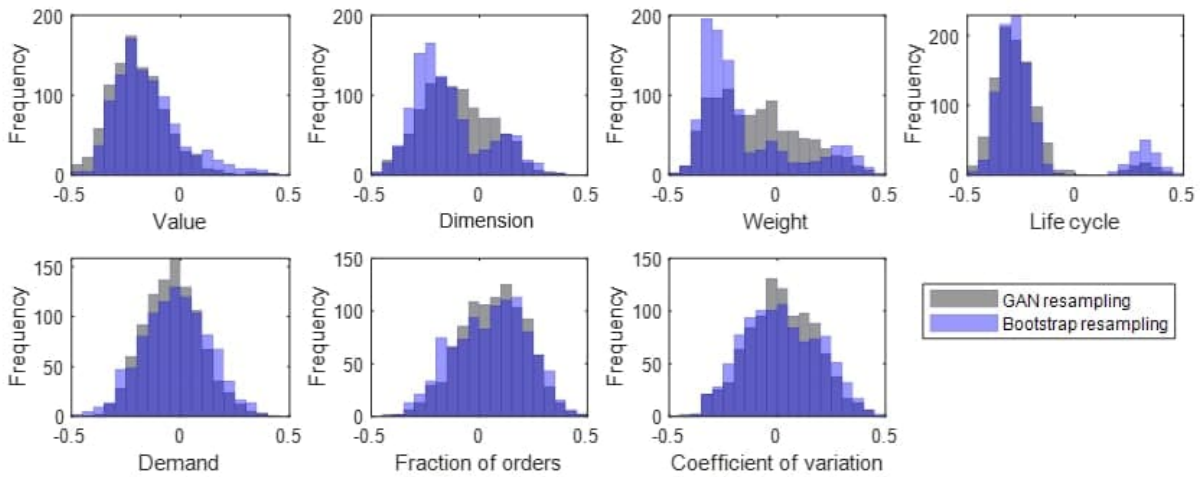 200
100
0
Frequency
-0.5 0 0.5
Value
200
100
0
Frequency
-0.5 0 0.5
Dimension
200
100
0
Frequency
-0.5 0 0.5
Weight
200
100
0
Frequency
-0.5 0 0.5
Life cycle
150
100
50
0
Frequency
-0.5 0 0.5
Demand
150
100
50
0
Frequency
-0.5 0 0.5
Fraction of orders
150
100
50
0
Frequency
-0.5 0 0.5
Coefficient of variation
GAN resampling
Bootstrap resampling